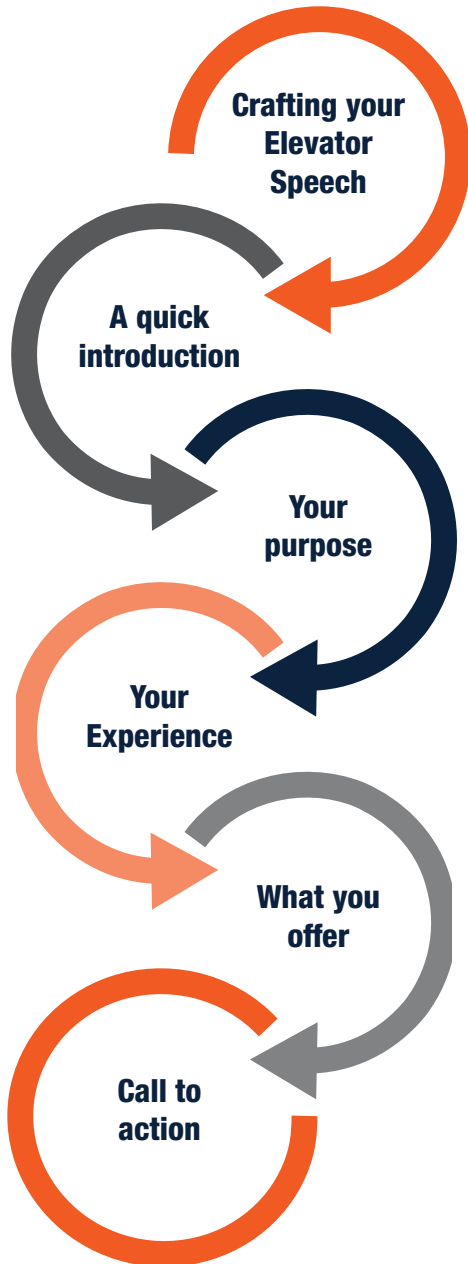 Crafting your
Elevator
Speech
A quick
introduction
Your
purpose
Your
Experience
What you
offer
Call to
action